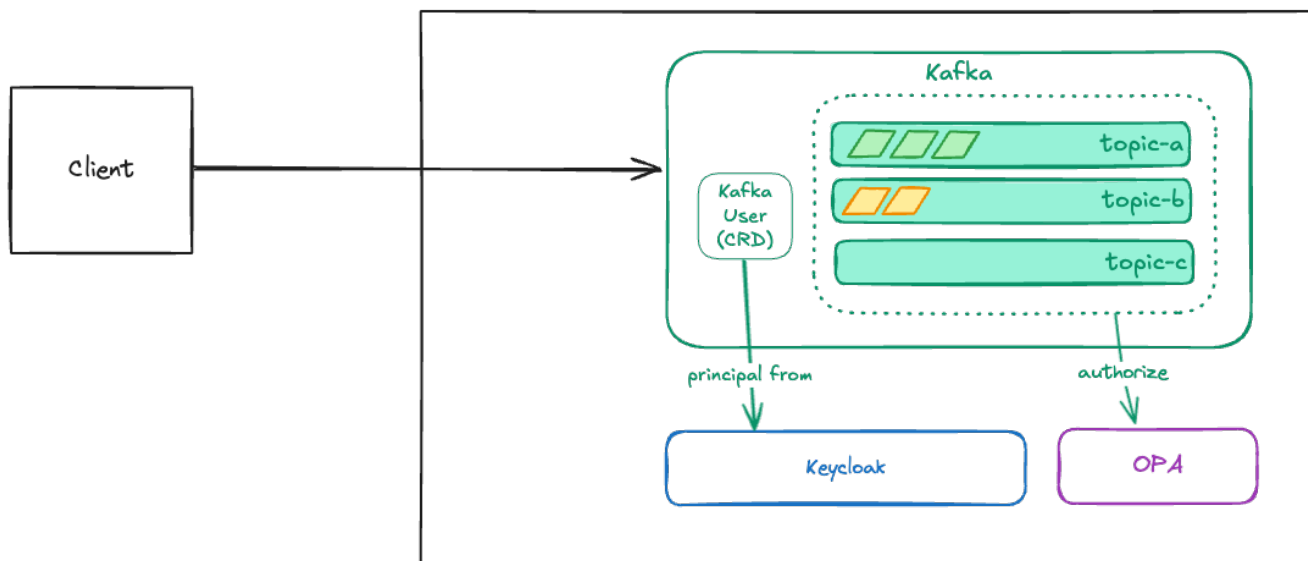 Kafka
Client
topic-a
Kafka
User
(CRD)
topic-b
topic-c
principal from
authorize
Keycloak
OPA